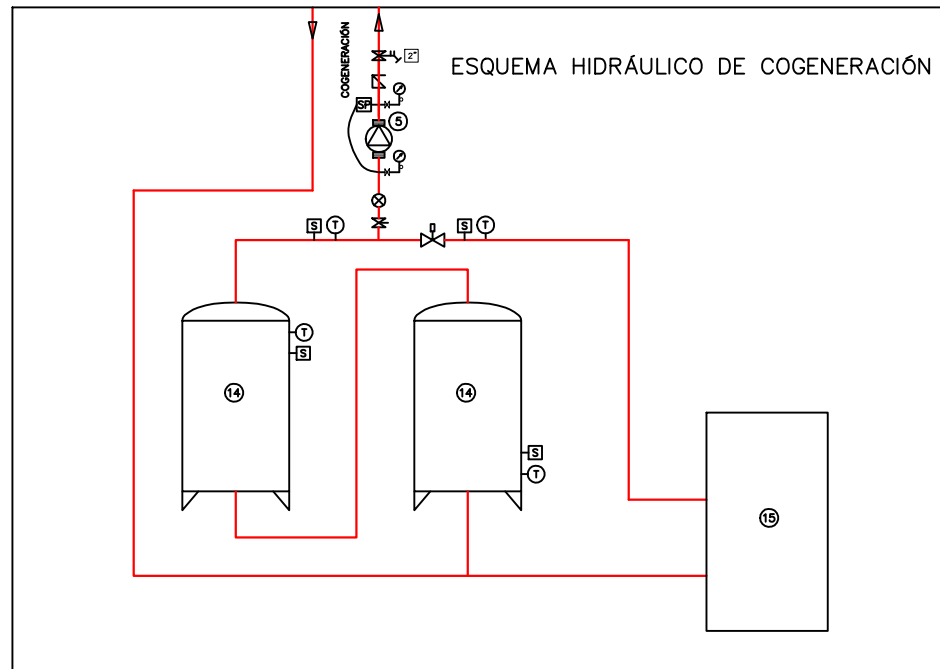 COGENERACIÓN
2"
ESQUEMA HIDRÁULICO DE COGENERACIÓN
SP
5
S T
S T
T
S
14
14
S
T
15